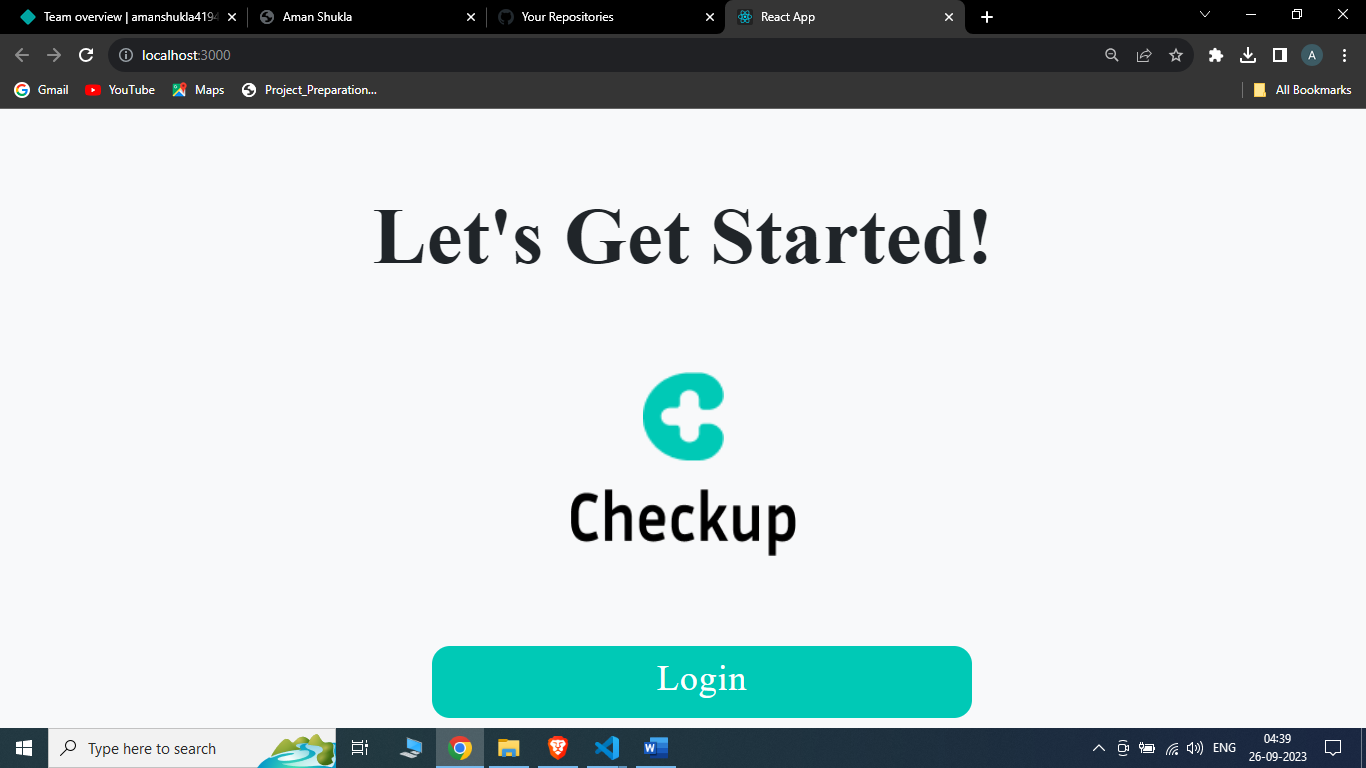 Team overview | amanshukla4194
Aman Shukla
Your Repositories
React App
localhost:3000
A
Gmail
YouTube
Maps
Project_Preparation...
All Bookmarks
Let's Get Started!
Checkup
Login
Type here to search
ENG
04:39
26-09-2023